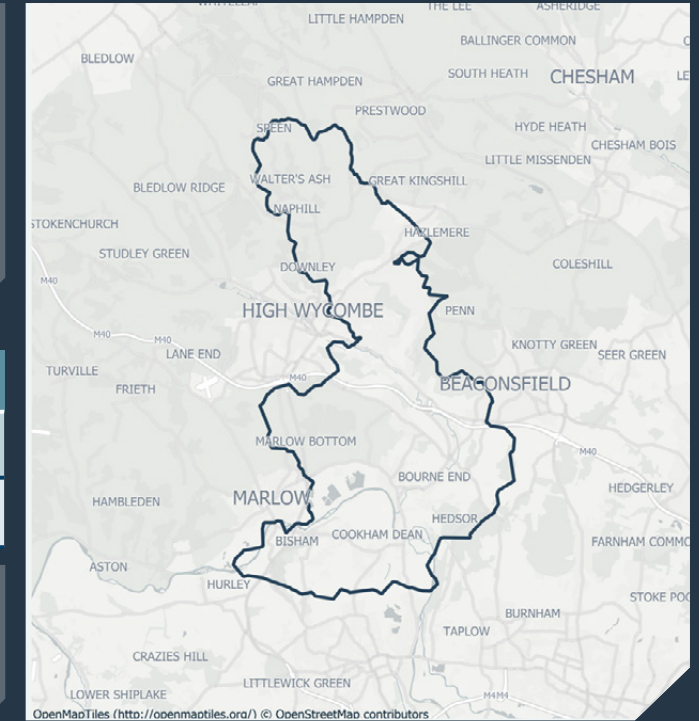 THE LEE
ASHERIDGE
LITTLE HAMPDEN
BALLINGER COMMON
BLEDLOW
SOUTH HEATH
CHESHAM
GREAT HAMPDEN
PRESTWOOD
SPEEN
HYDE HEATH
CHESHAM BOIS
LITTLE MISSENDEN
WALTER'S ASH
GREAT KINGSHILL
BLEDLOW RIDGE
NAPHILL
STOKENCHURCH
HAZLEMERE
STUDLEY GREEN
DOWNLEY
COLESHILL
M40
HIGH WYCOMBE
PENN
M40
M40
KNOTTY GREEN
LANE END
SEER GREEN
TURVILLE
M40
BEACONSFIELD
FRIETH
MARLOW BOTTOM
M40
BOURNE END
HEDGERLEY
MARLOW
HAMBLEDEN
HEDSOR
COOKHAM DEAN
BISHAM
FARNHAM COMMO
ASTON
HURLEY
STOKE POG
BURNHAM
TAPLOW
CRAZIES HILL
LITTLEWICK GREEN
LOWER SHIPLAKE
M4M4
OpenMapTiles (http://openmaptiles.org/) © OpenStreetMap contributors